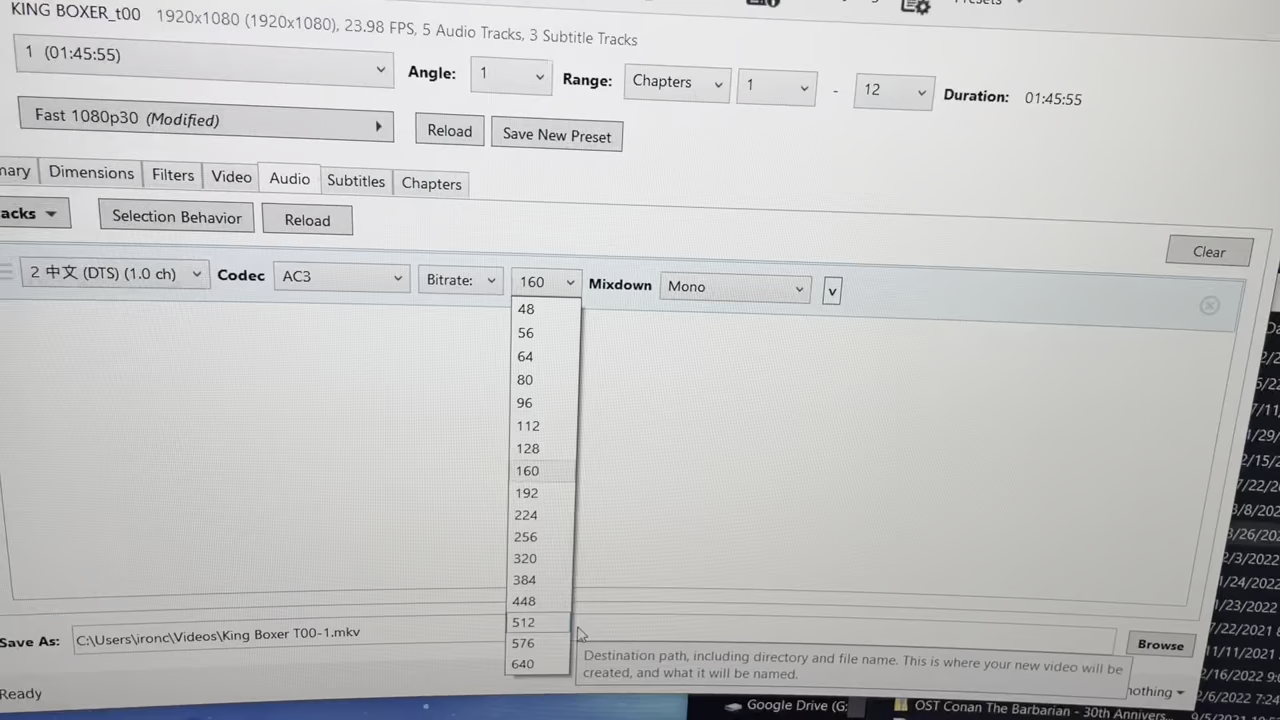 KING BOXER_t00 1920x1080 (1920x1080), 23.98 FPS, 5 Audio Tracks, 3 Subtitle Tracks
1 (01:45:55) Angle: 1 Range: Chapters 1 - 12 Duration: 01:45:55
Fast 1080p30 (Modified) Reload Save New Preset
Dimensions Filters Video Audio Subtitles Chapters
Selection Behavior Reload
Clear
2 中文 (DTS) (1.0 ch) Codec AC3 Bitrate: 160 Mixdown Mono v
48
56
64
80
96
112
128
160
192
224
256
320
384
448
512
576
640
Save As: C:\Users\ironc\Videos\King Boxer T00-1.mkv Browse
Destination path, including directory and file name. This is where your new video will be
created, and what it will be named.
Ready
Google Drive (G: OST Conan The Barbarian - 30th Annivers...